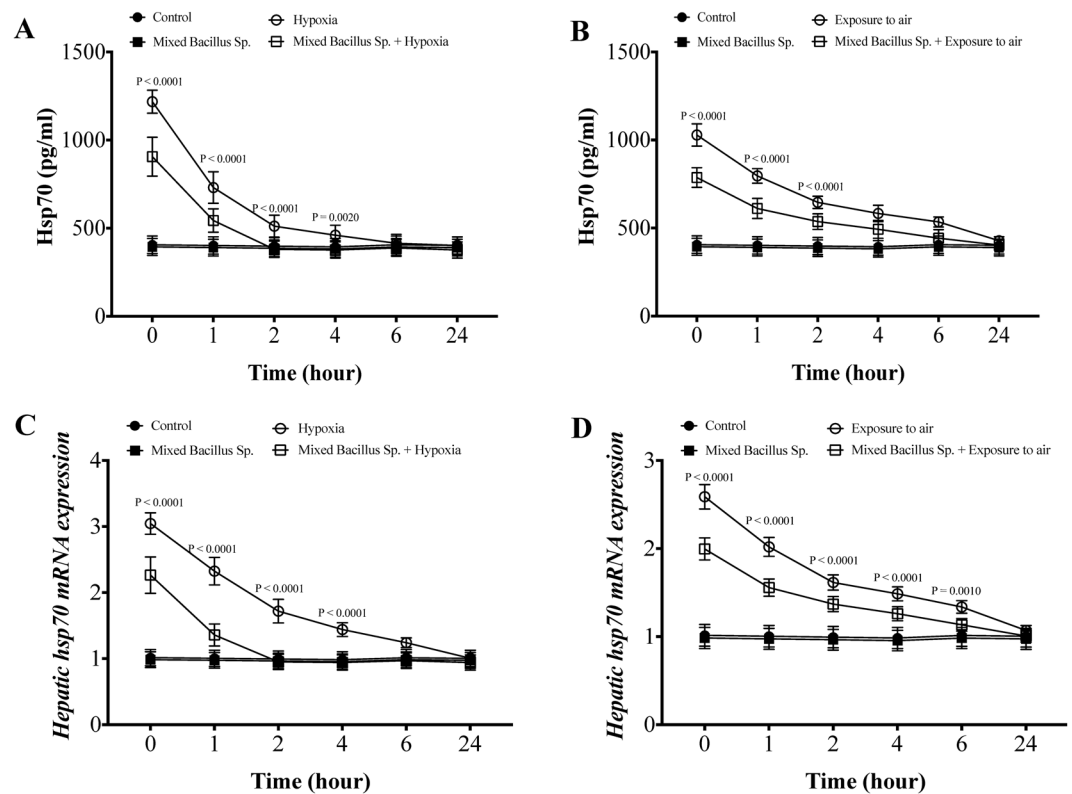 A
Control
Hypoxia
Mixed Bacillus Sp.
Mixed Bacillus Sp. + Hypoxia
1500
1000
500
0
Hsp70 (pg/ml)
P < 0.0001
P < 0.0001
P < 0.0001
P = 0.0020
0 1 2 4 6 24
Time (hour)
B
Control
Exposure to air
Mixed Bacillus Sp.
Mixed Bacillus Sp. + Exposure to air
1500
1000
500
0
Hsp70 (pg/ml)
P < 0.0001
P < 0.0001
P < 0.0001
0 1 2 4 6 24
Time (hour)
C
Control
Hypoxia
Mixed Bacillus Sp.
Mixed Bacillus Sp. + Hypoxia
4
3
2
1
0
Hepatic hsp70 mRNA expression
P < 0.0001
P < 0.0001
P < 0.0001
P < 0.0001
0 1 2 4 6 24
Time (hour)
D
Control
Exposure to air
Mixed Bacillus Sp.
Mixed Bacillus Sp. + Exposure to air
3
2
1
0
Hepatic hsp70 mRNA expression
P < 0.0001
P < 0.0001
P < 0.0001
P < 0.0001
P = 0.0010
0 1 2 4 6 24
Time (hour)